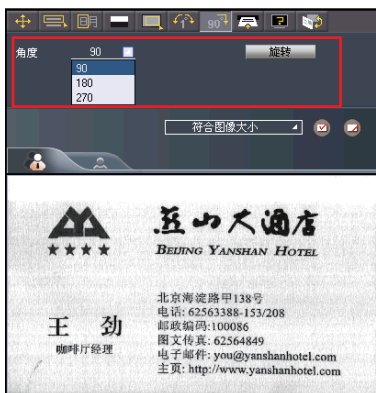 90°
角度 90 旋转
90
180
270
符合图像大小
燕山大酒店
★★★★
BEIJING YANSHAN HOTEL
北京海淀路甲138号
电话: 62563388-153/208
王 劲
邮政编码:100086
咖啡厅经理
图文传真: 62564849
电子邮件: you@yanshanhotel.com
主页: http://www.yanshanhotel.com